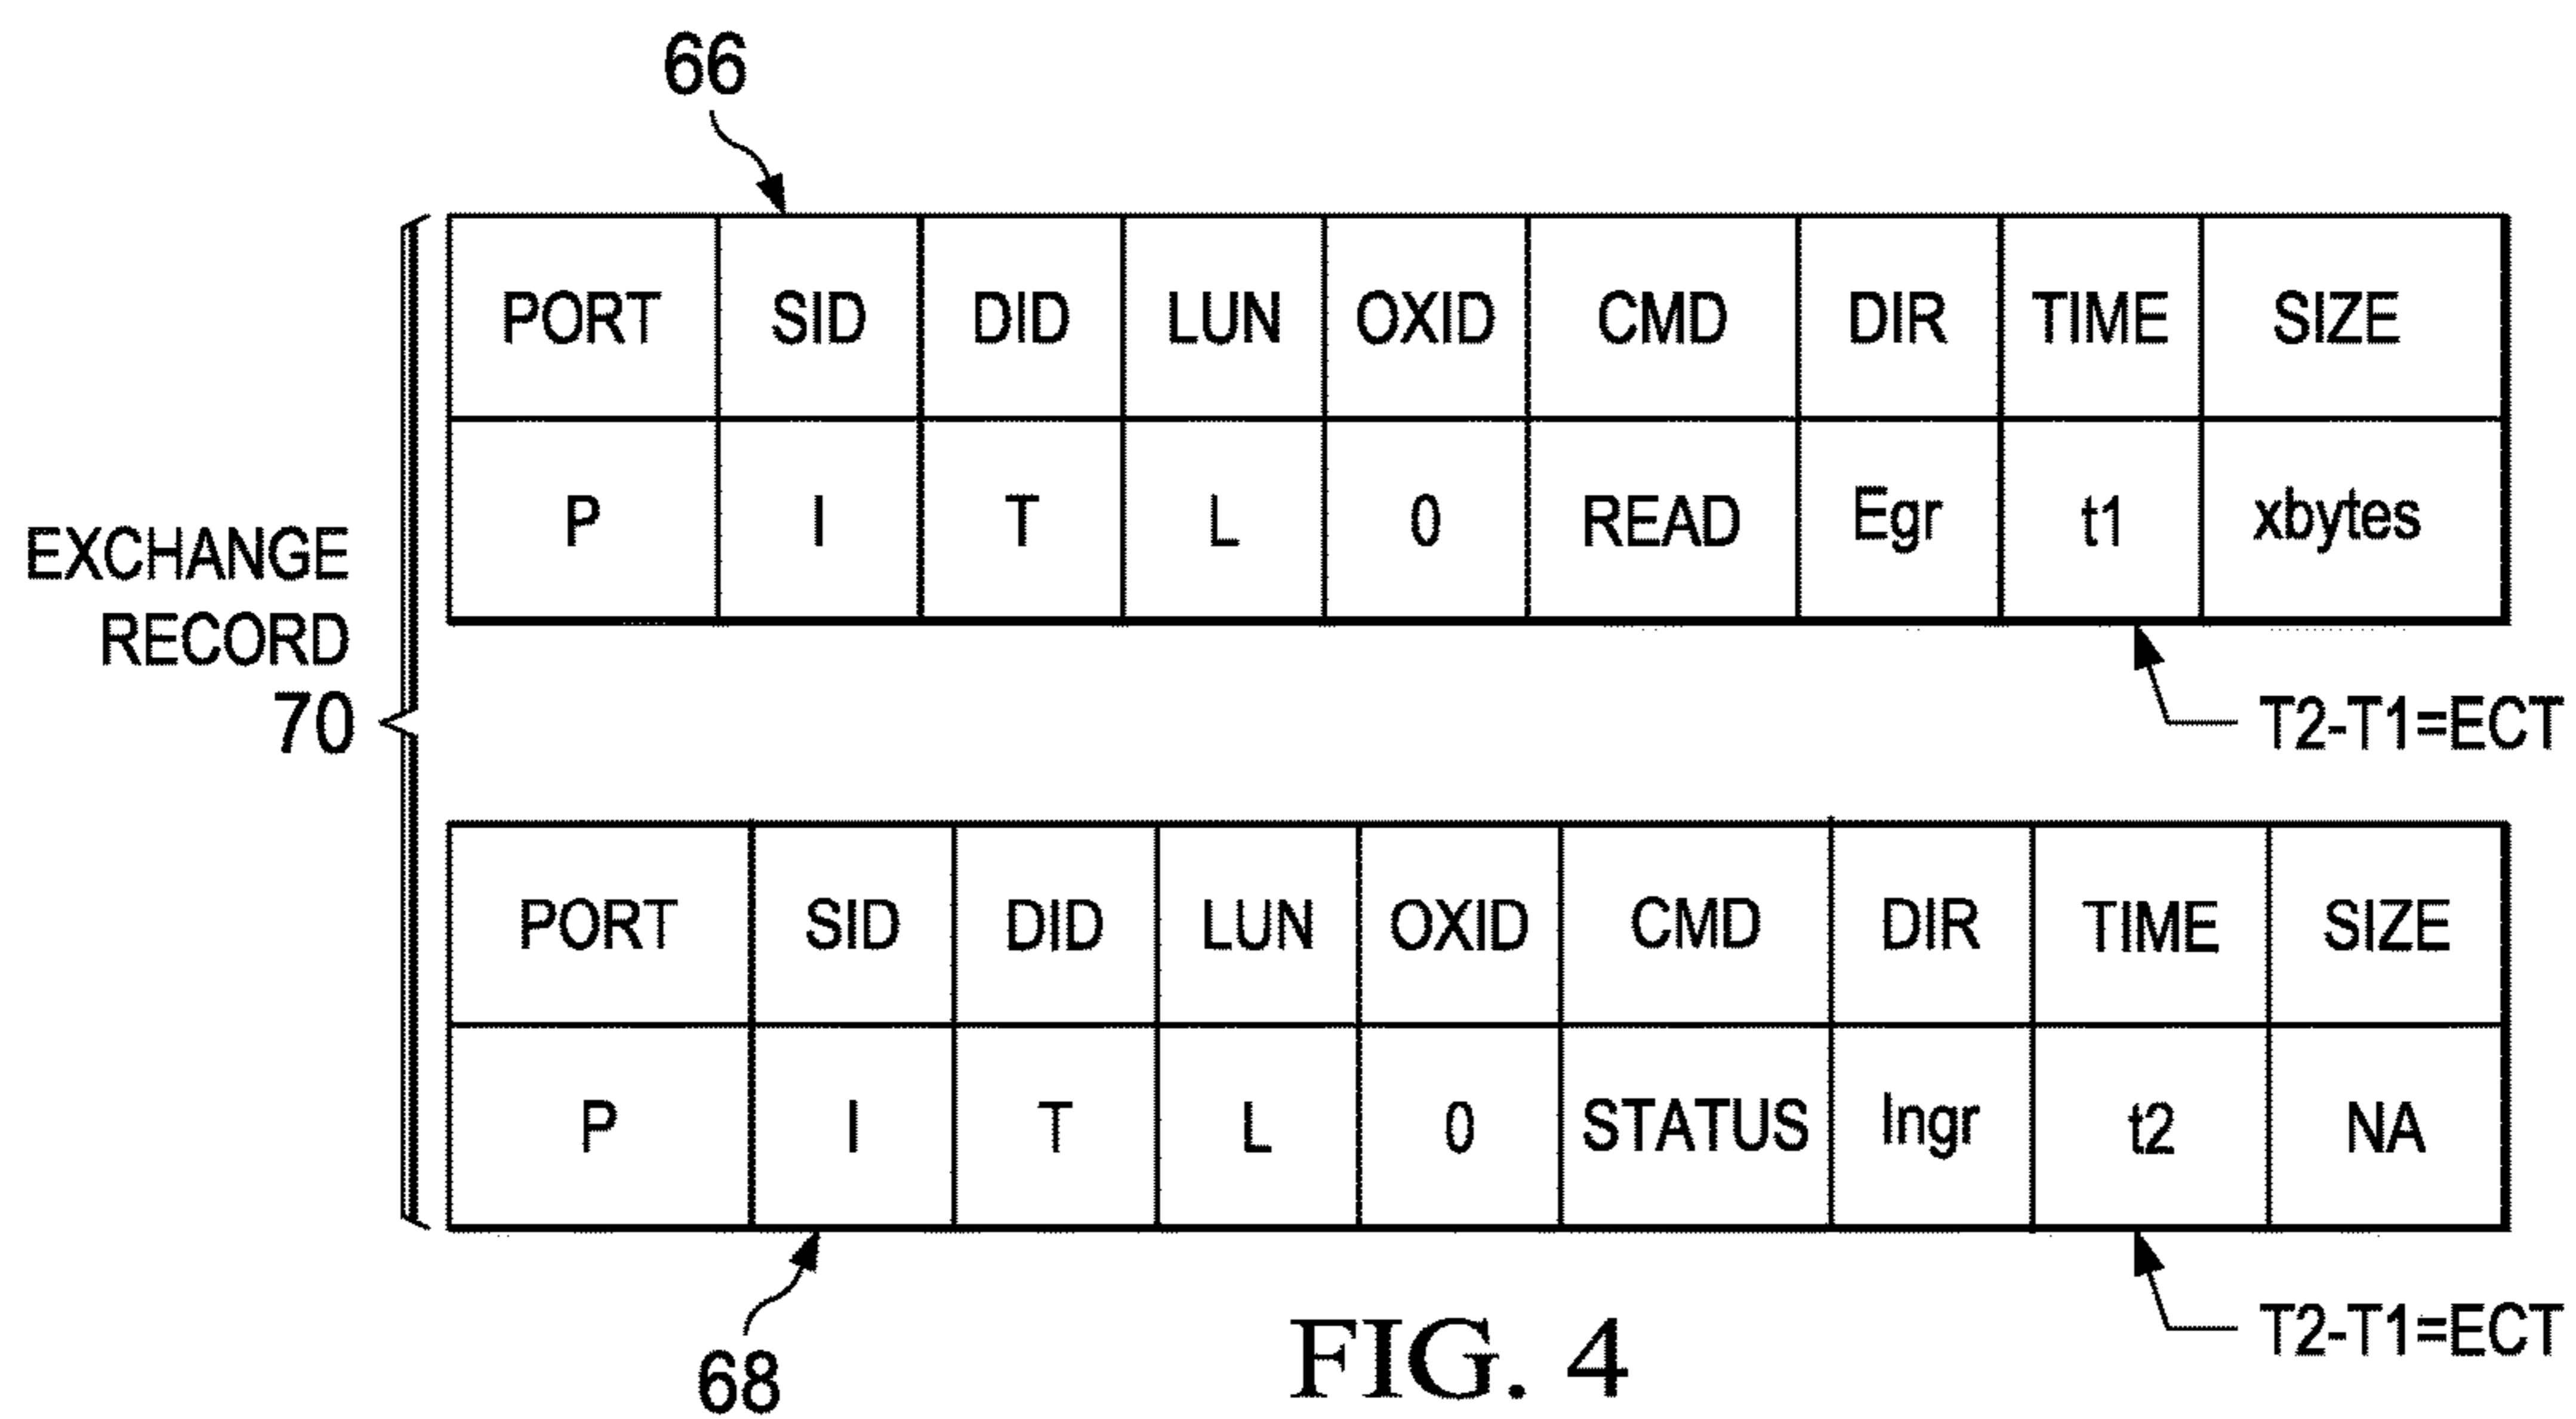 66
PORT SID DID LUN OXID CMD DIR TIME SIZE
P I T L 0 READ Egr t1 xbytes
EXCHANGE
RECORD
70
T2-T1=ECT
PORT SID DID LUN OXID CMD DIR TIME SIZE
P I T L 0 STATUS Ingr t2 NA
T2-T1=ECT
68
FIG. 4